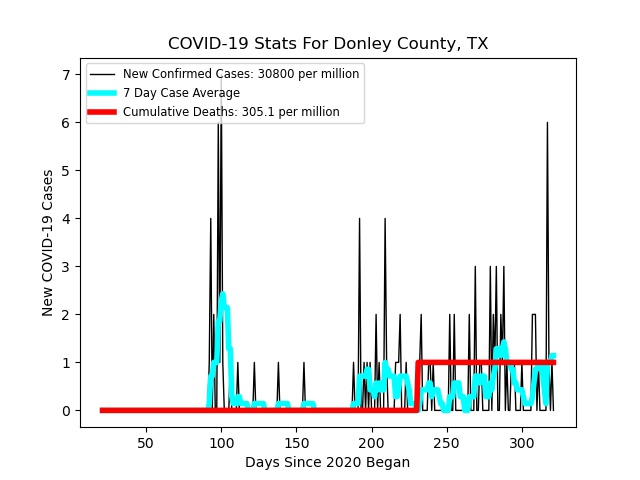 COVID-19 Stats For Donley County, TX
New Confirmed Cases: 30800 per million
7 Day Case Average
Cumulative Deaths: 305.1 per million
New COVID-19 Cases
7
6
5
4
3
2
1
0
50 100 150 200 250 300
Days Since 2020 Began